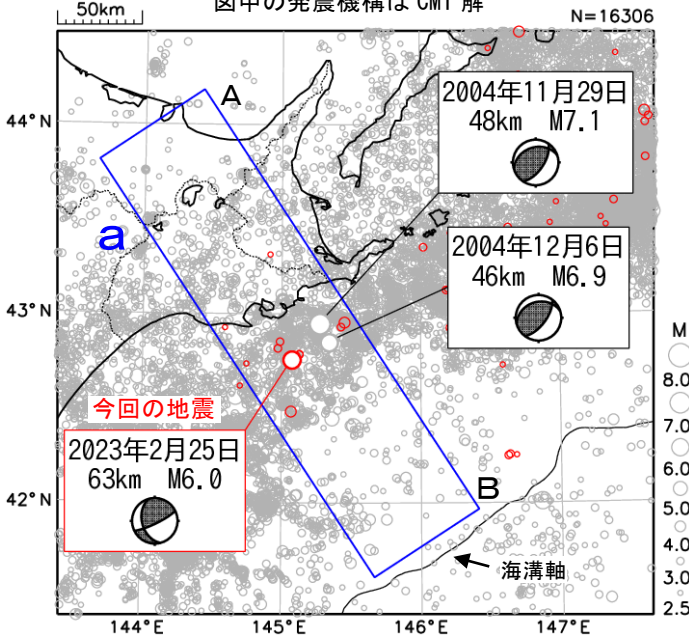 図中の発震機構は CMT 解
50km
N=16306
A
2004年11月29日
48km M7.1
44°N
a
2004年12月6日
46km M6.9
43°N
M
8.0
今回の地震
7.0
2023年2月25日
63km M6.0
6.0
B
42°N
5.0
4.0
海溝軸
3.0
2.5
144°E
145°E
146°E
147°E